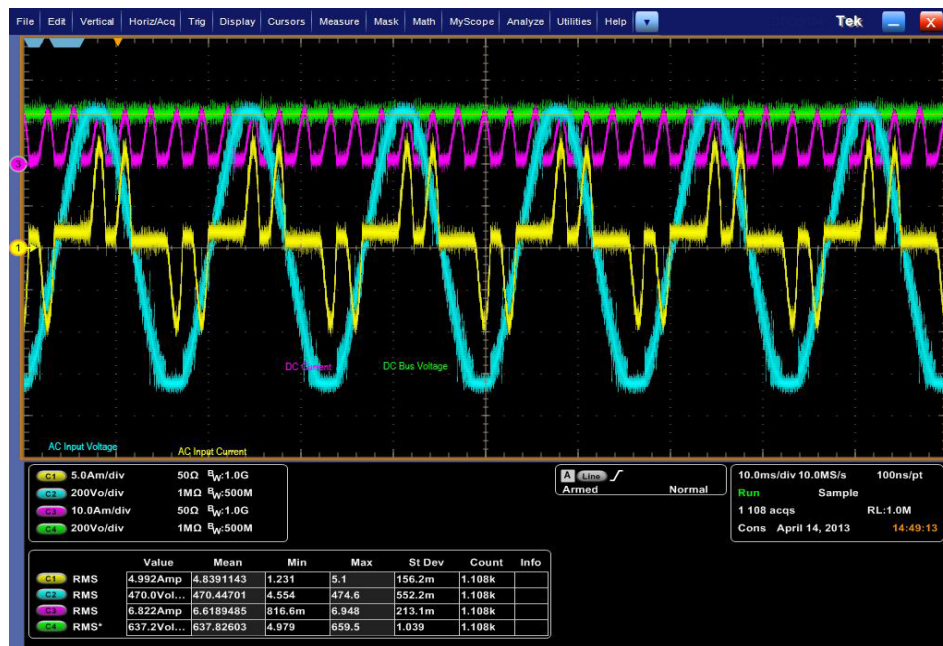 File Edit Vertical Horiz/Acq Trig Display Cursors Measure Mask Math MyScope Analyze Utilities Help Tek X
3
1
DC Current DC Bus Voltage
AC Input Voltage
AC Input Current
C1 5.0Am/div 50Ω BW:1.0G
C2 200Vo/div 1MΩ BW:500M
C3 10.0Am/div 50Ω BW:1.0G
C4 200Vo/div 1MΩ BW:500M
A Line
Armed Normal
10.0ms/div 10.0MS/s 100ns/pt
Run Sample
1 108 acqs RL:1.0M
Cons April 14, 2013 14:49:13
Value Mean Min Max St Dev Count Info
C1 RMS 4.992Amp 4.8391143 1.231 5.1 156.2m 1.108k
C2 RMS 470.0Vol... 470.44701 4.554 474.6 552.2m 1.108k
C3 RMS 6.822Amp 6.6189485 816.6m 6.948 213.1m 1.108k
C4 RMS* 637.2Vol... 637.82603 4.979 659.5 1.039 1.108k